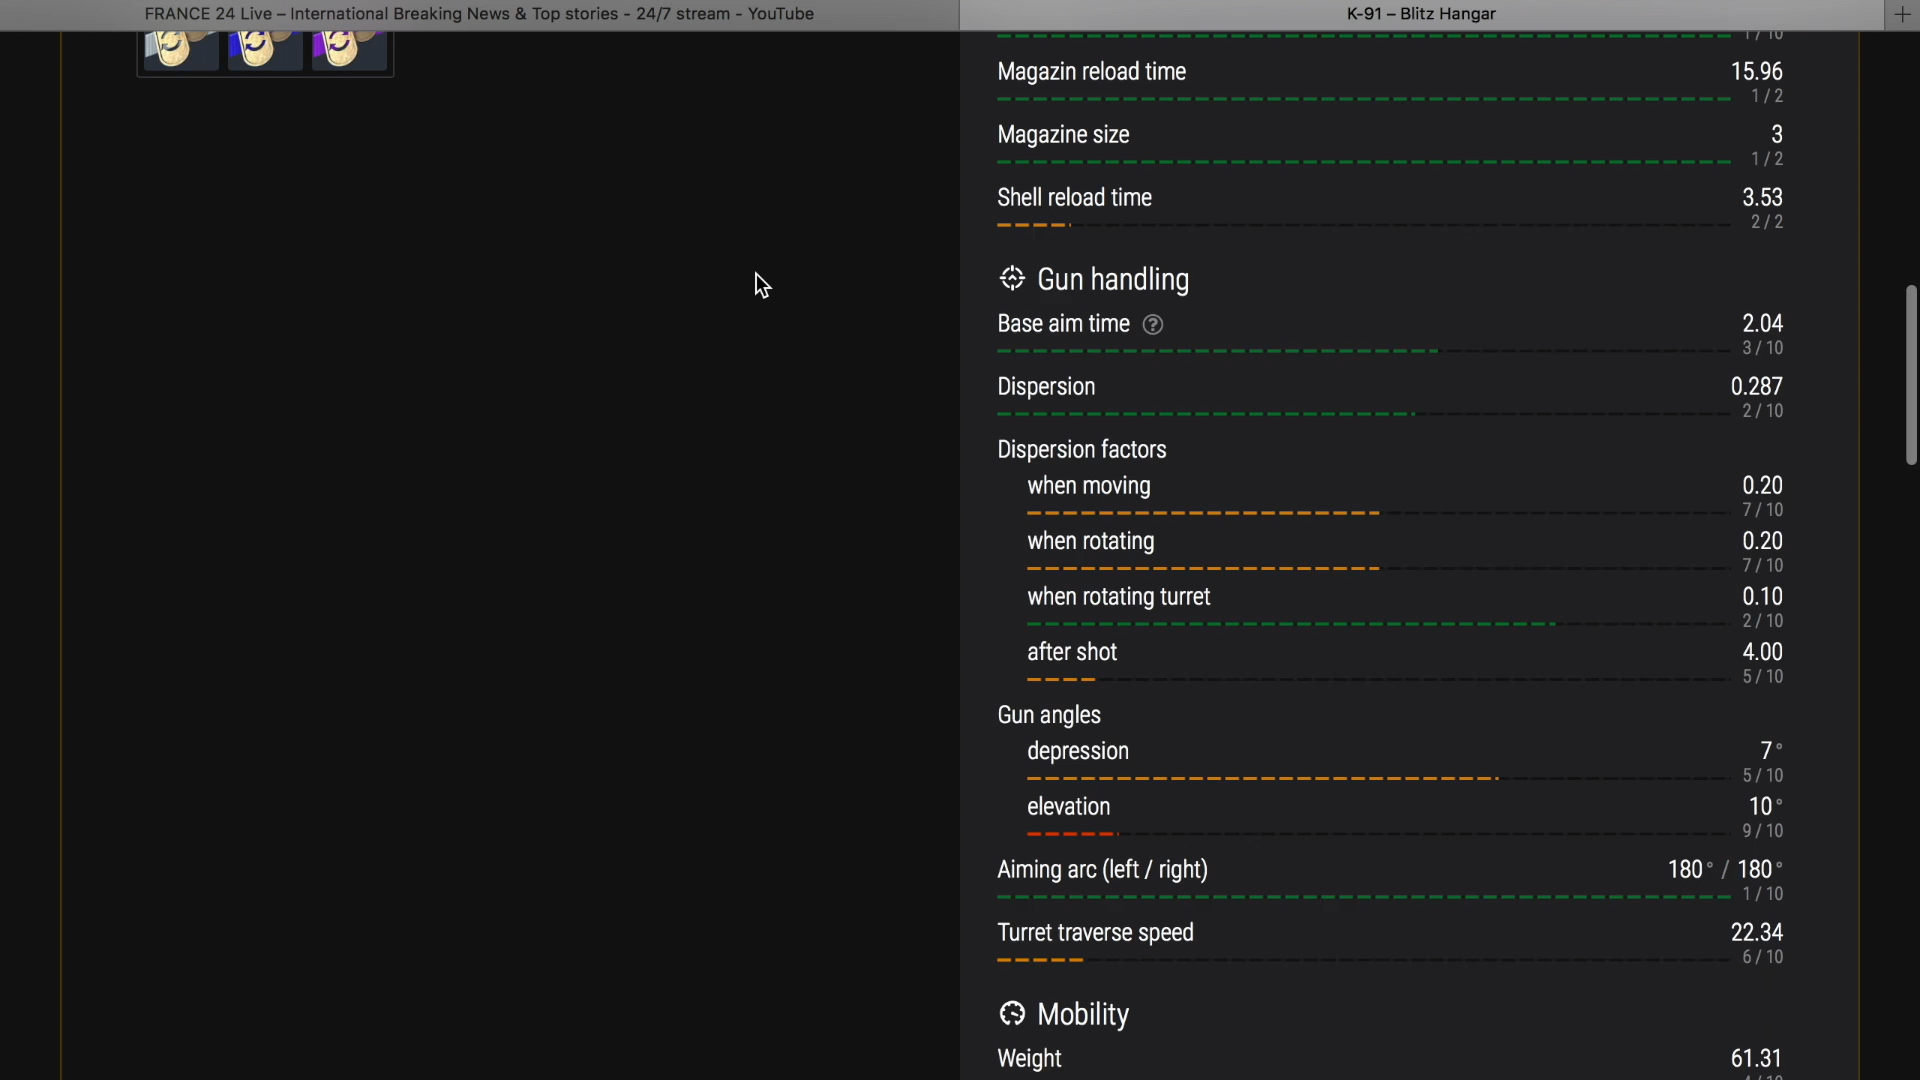 FRANCE 24 Live – International Breaking News & Top stories - 24/7 stream - YouTube
K-91 – Blitz Hangar
1 / 10
Magazin reload time 15.96
1 / 2
Magazine size 3
1 / 2
Shell reload time 3.53
2 / 2
Gun handling
Base aim time ? 2.04
3 / 10
Dispersion 0.287
2 / 10
Dispersion factors
when moving 0.20
7 / 10
when rotating 0.20
7 / 10
when rotating turret 0.10
2 / 10
after shot 4.00
5 / 10
Gun angles
depression 7°
5 / 10
elevation 10°
9 / 10
Aiming arc (left / right) 180° / 180°
1 / 10
Turret traverse speed 22.34
6 / 10
Mobility
Weight 61.31